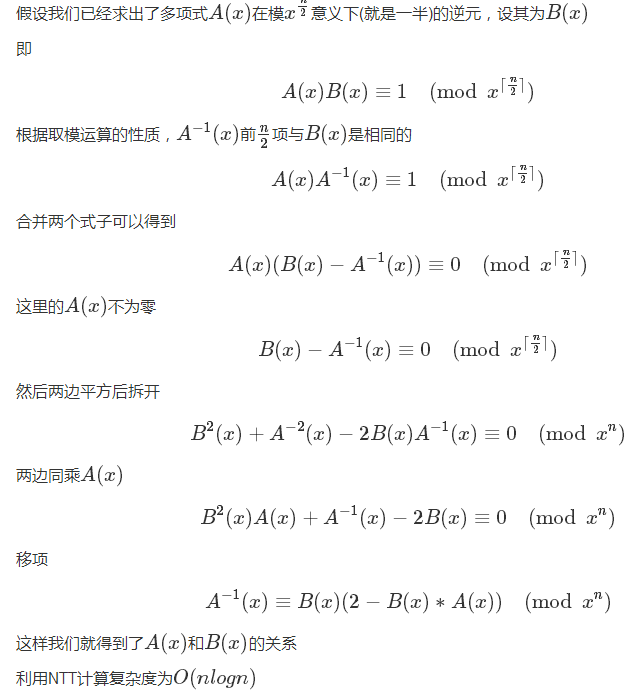 假设我们已经求出了多项式$A(x)$在模$x^{\frac{n}{2}}$意义下(就是一半)的逆元，设其为$B(x)$
即
$A(x)B(x) \equiv 1 \pmod{x^{\lceil \frac{n}{2} \rceil}}$
根据取模运算的性质，$A^{-1}(x)$前$\frac{n}{2}$项与$B(x)$是相同的
$A(x)A^{-1}(x) \equiv 1 \pmod{x^{\lceil \frac{n}{2} \rceil}}$
合并两个式子可以得到
$A(x)(B(x) - A^{-1}(x)) \equiv 0 \pmod{x^{\lceil \frac{n}{2} \rceil}}$
这里的$A(x)$不为零
$B(x) - A^{-1}(x) \equiv 0 \pmod{x^{\lceil \frac{n}{2} \rceil}}$
然后两边平方后拆开
$B^2(x) + A^{-2}(x) - 2B(x)A^{-1}(x) \equiv 0 \pmod{x^n}$
两边同乘$A(x)$
$B^2(x)A(x) + A^{-1}(x) - 2B(x) \equiv 0 \pmod{x^n}$
移项
$A^{-1}(x) \equiv B(x)(2 - B(x) * A(x)) \pmod{x^n}$
这样我们就得到了$A(x)$和$B(x)$的关系
利用NTT计算复杂度为$O(nlogn)$